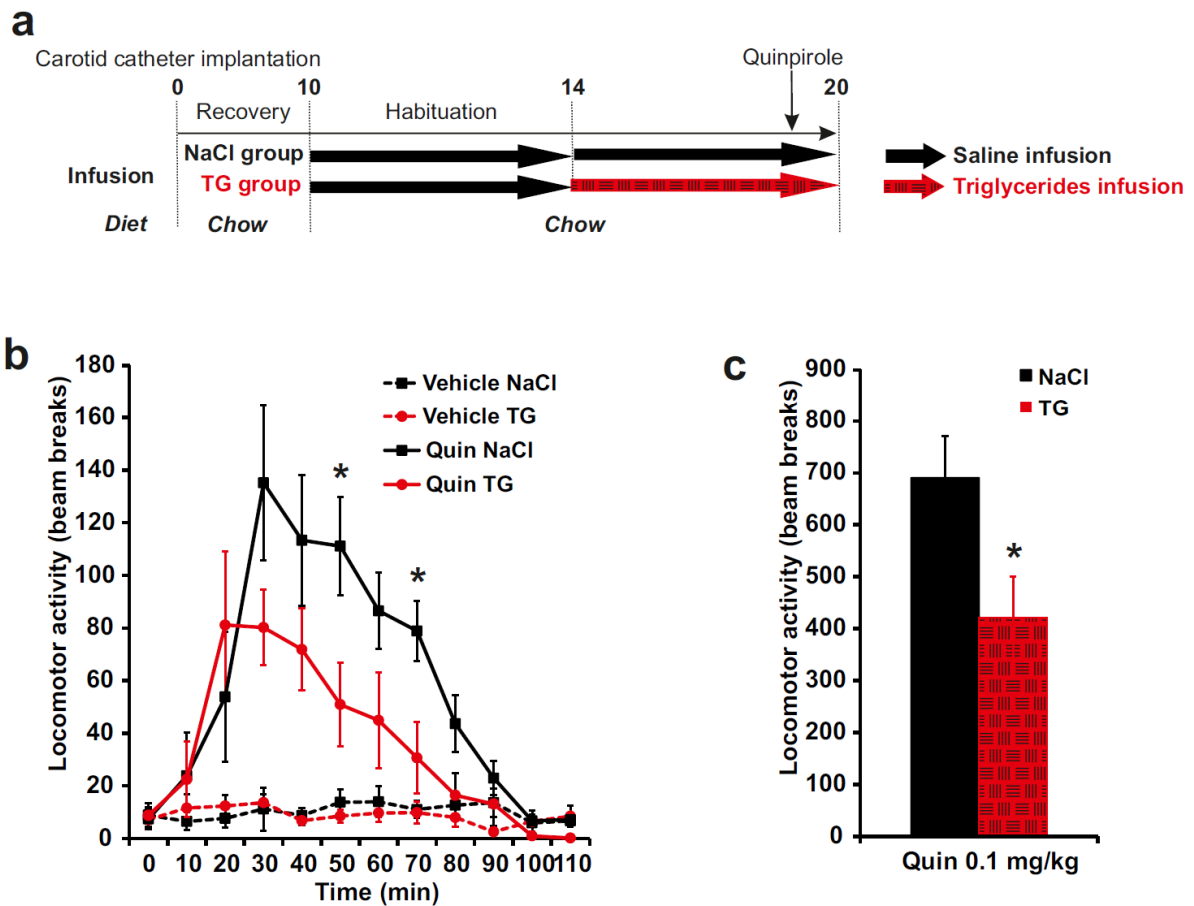 a
Carotid catheter implantation
Quinpirole
0 10 14 20
Recovery Habituation
NaCl group
Infusion
TG group
Diet Chow Chow
Saline infusion
Triglycerides infusion
b
Locomotor activity (beam breaks)
180
160
140
120
100
80
60
40
20
0
Vehicle NaCl
Vehicle TG
Quin NaCl
Quin TG
*
*
0 10 20 30 40 50 60 70 80 90 100 110
Time (min)
c
Locomotor activity (beam breaks)
900
800
700
600
500
400
300
200
100
0
NaCl
TG
*
Quin 0.1 mg/kg